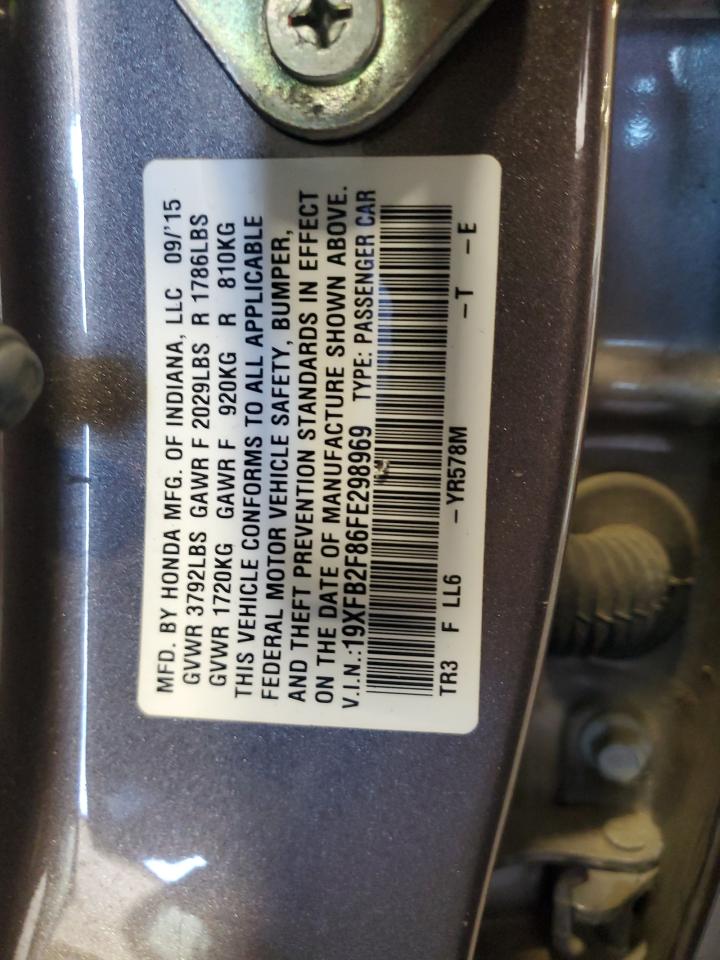 MFD. BY HONDA MFG. OF INDIANA, LLC 09/'15
GVWR 3792LBS GAWR F 2029LBS R 1786LBS
GVWR 1720KG GAWR F 920KG R 810KG
THIS VEHICLE CONFORMS TO ALL APPLICABLE
FEDERAL MOTOR VEHICLE SAFETY, BUMPER,
AND THEFT PREVENTION STANDARDS IN EFFECT
ON THE DATE OF MANUFACTURE SHOWN ABOVE.
V.I.N.:19XFB2F86FE298969 TYPE: PASSENGER CAR
TR3 F LL6 – YR578M –T –E